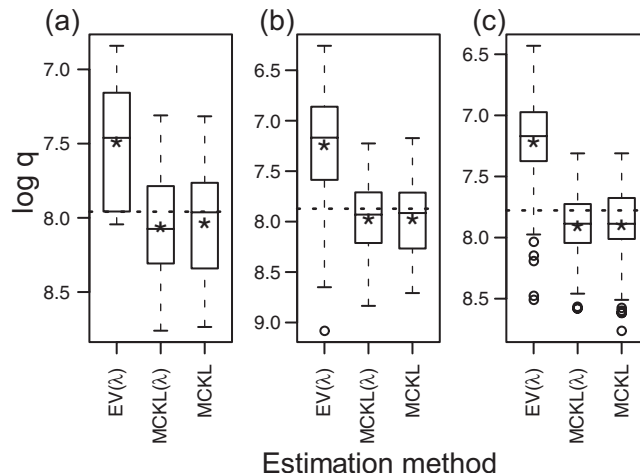 (a)
(b)
(c)
log q
7.0
7.5
8.0
8.5
EV(λ)
MCKL(λ)
MCKL
6.5
7.0
7.5
8.0
8.5
9.0
EV(λ)
MCKL(λ)
MCKL
6.5
7.0
7.5
8.0
8.5
EV(λ)
MCKL(λ)
MCKL
Estimation method